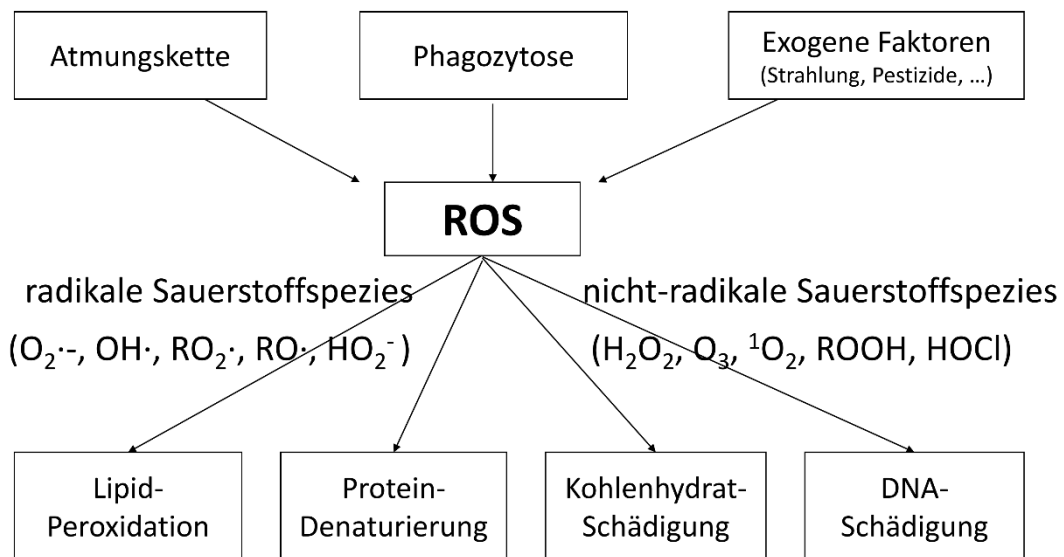 Atmungskette
Phagozytose
Exogene Faktoren
(Strahlung, Pestizide, ...)
ROS
radikale Sauerstoffspezies
(O₂·-, OH·, RO₂·, RO·, HO₂⁻ )
nicht-radikale Sauerstoffspezies
(H₂O₂, O₃, ¹O₂, ROOH, HOCl)
Lipid-
Peroxidation
Protein-
Denaturierung
Kohlenhydrat-
Schädigung
DNA-
Schädigung